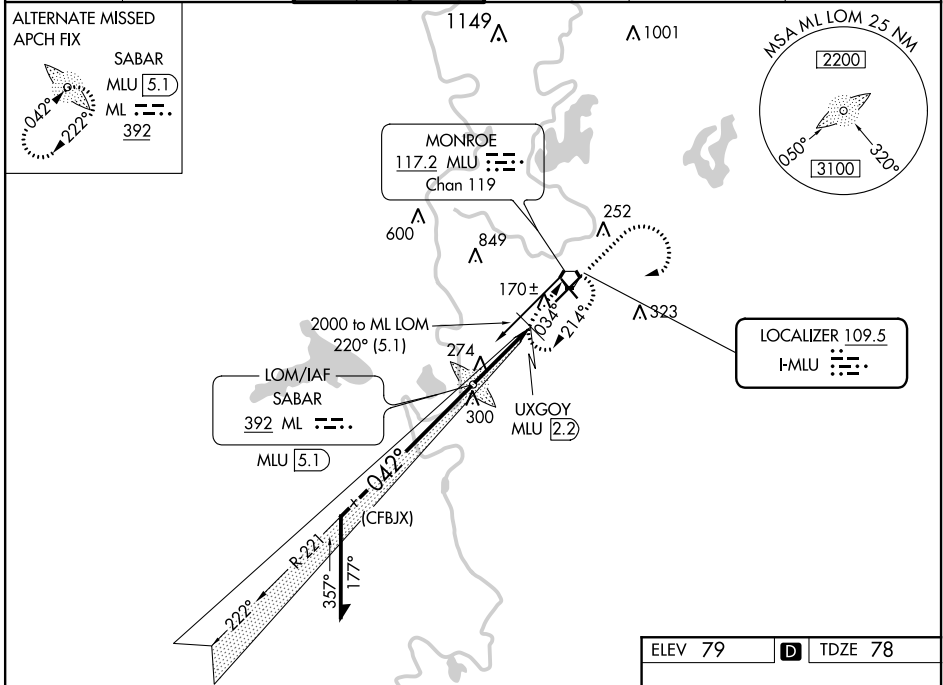 ALTERNATE MISSED
APCH FIX
SABAR
MLU 5.1
ML
392
042°
222°
1149
1001
MSA ML LOM 25 NM
2200
050°
320°
3100
MONROE
117.2 MLU
Chan 119
600
849
252
170±
034°
214°
323
2000 to ML LOM
220° (5.1)
274
LOCALIZER 109.5
I-MLU
LOM/IAF
SABAR
392 ML
MLU 5.1
300
UXGOY
MLU 2.2
042°
(CFBJX)
R-221
222°
357°
177°
ELEV 79 D TDZE 78